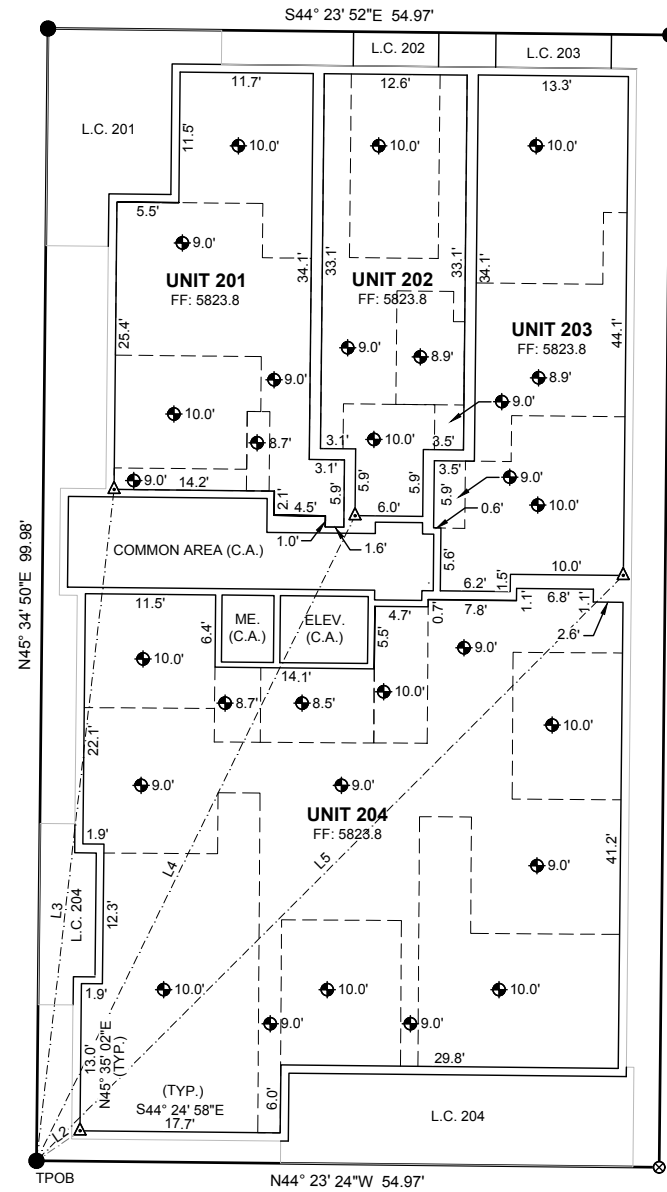 S44° 23' 52"E 54.97'
L.C. 202
L.C. 203
11.7'
12.6'
13.3'
L.C. 201
11.5'
10.0'
10.0'
10.0'
5.5'
9.0'
34.1'
33.1'
33.1'
34.1'
UNIT 201
FF: 5823.8
UNIT 202
FF: 5823.8
UNIT 203
FF: 5823.8
44.1'
25.4'
9.0'
8.9'
9.0'
8.9'
9.0'
10.0'
8.7'
3.1'
10.0'
3.5'
3.1'
3.5'
9.0'
14.2'
2.1'
4.5'
5.9'
5.9'
6.0'
5.9'
5.9'
9.0'
10.0'
0.6'
1.0'
1.6'
COMMON AREA (C.A.)
5.6'
10.0'
6.2'
1.5'
11.5'
6.4'
ME.
(C.A.)
ELEV.
(C.A.)
4.7'
5.5'
0.7'
7.8'
1.1'
6.8'
1.1'
2.6'
N45° 34' 50"E 99.98'
10.0'
9.0'
14.1'
8.7'
8.5'
10.0'
10.0'
22.1'
9.0'
9.0'
UNIT 204
FF: 5823.8
1.9'
41.2'
L4
L5
9.0'
L3
L.C. 204
12.3'
1.9'
10.0'
10.0'
10.0'
9.0'
9.0'
13.0'
N45° 35' 02"E
(TYP.)
29.8'
(TYP.)
S44° 24' 58"E
17.7'
6.0'
L.C. 204
L2
TPOB
N44° 23' 24"W 54.97'